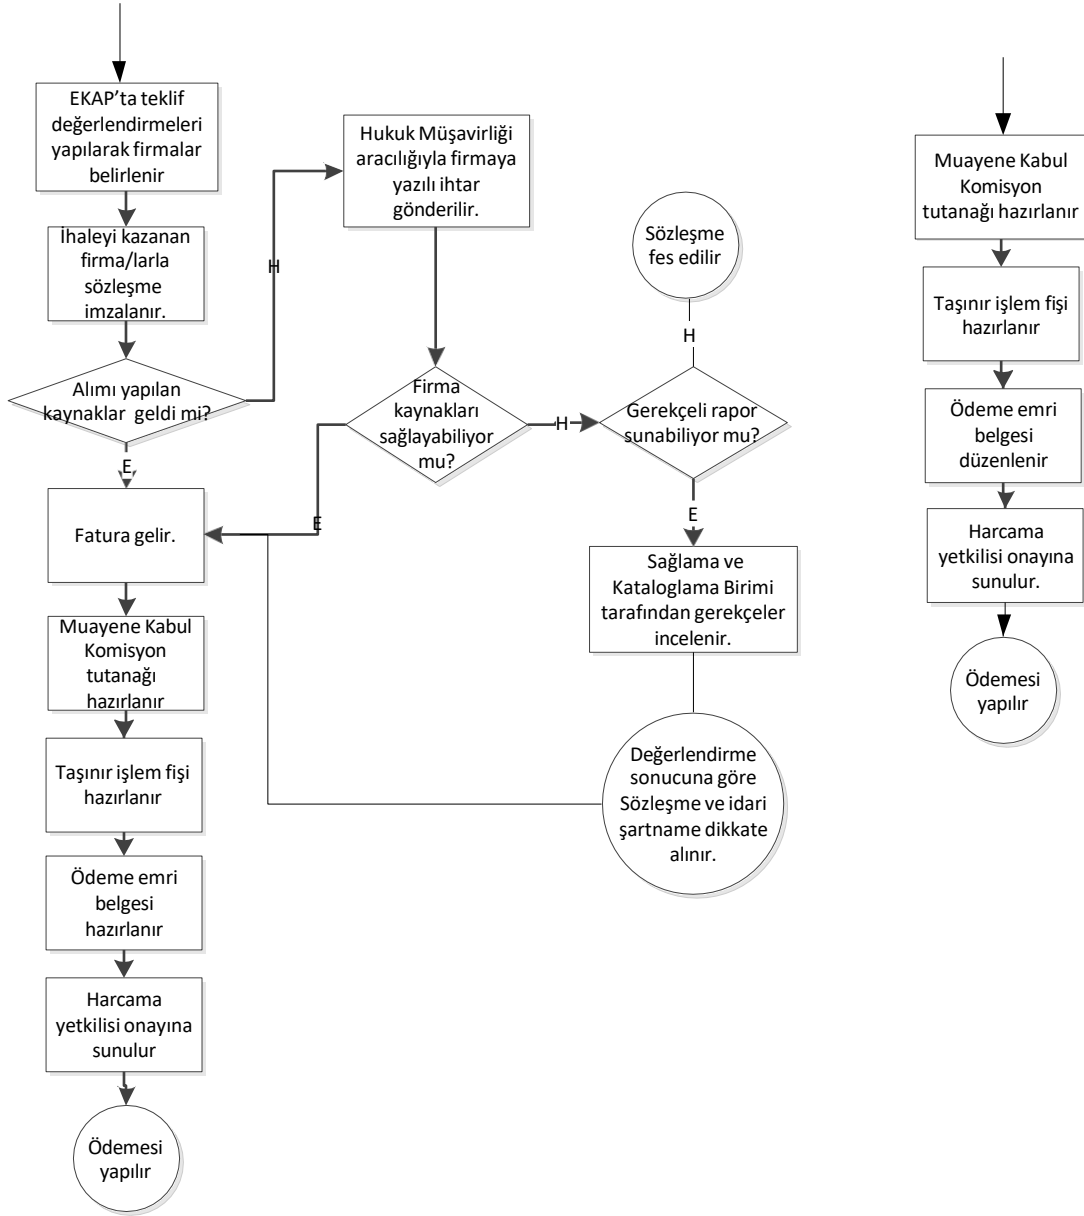 EKAP’ta teklif
değerlendirmeleri
yapılarak firmalar
belirlenir
İhaleyi kazanan
firma/larla
sözleşme
imzalanır.
Alımı yapılan
kaynaklar geldi mi?
H
E
Hukuk Müşavirliği
aracılığıyla firmaya
yazılı ihtar
gönderilir.
Firma
kaynakları
sağlayabiliyor
mu?
H
E
Sözleşme
fes edilir
H
Gerekçeli rapor
sunabiliyor mu?
E
Sağlama ve
Kataloglama Birimi
tarafından gerekçeler
incelenir.
Değerlendirme
sonucuna göre
Sözleşme ve idari
şartname dikkate
alınır.
Fatura gelir.
Muayene Kabul
Komisyon
tutanağı
hazırlanır
Taşınır işlem fişi
hazırlanır
Ödeme emri
belgesi
hazırlanır
Harcama
yetkilisi onayına
sunulur
Ödemesi
yapılır
Muayene Kabul
Komisyon
tutanağı hazırlanır
Taşınır işlem fişi
hazırlanır
Ödeme emri
belgesi
düzenlenir
Harcama
yetkilisi onayına
sunulur.
Ödemesi
yapılır